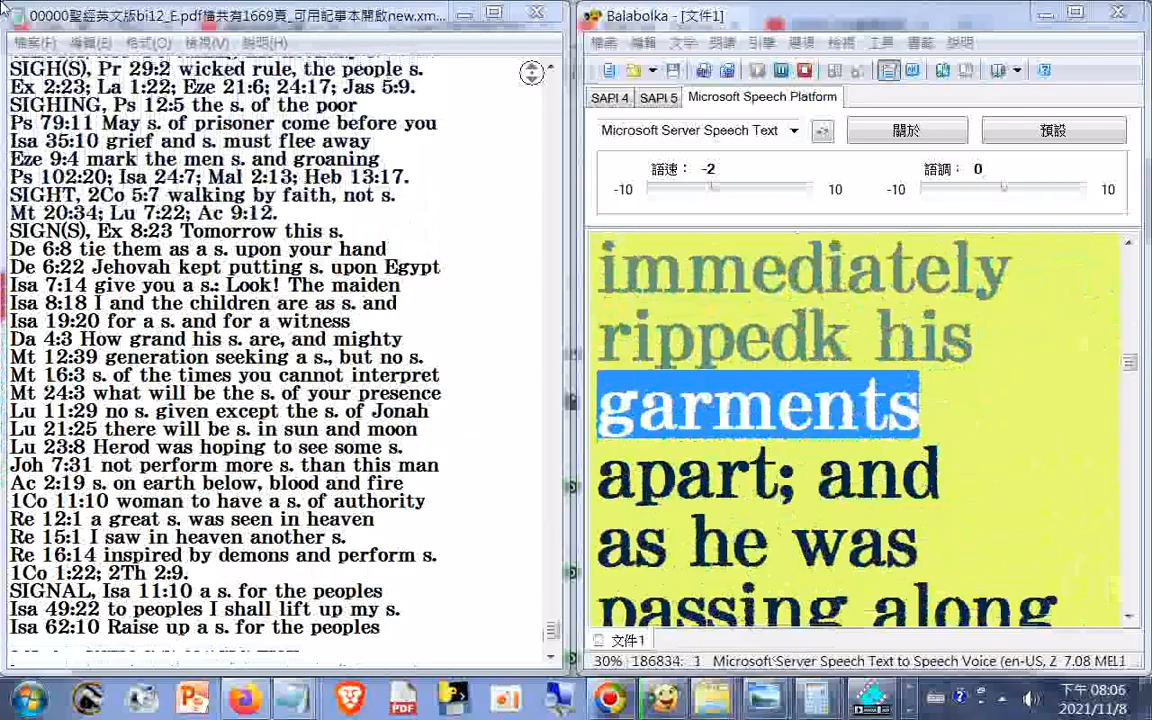 00000聖經英文版bi12_E.pdf檔共有1669頁_可用記事本開啟new.xm...
檔案(F) 編輯(E) 格式(O) 檢視(V) 說明(H)
SIGH(S), Pr 29:2 wicked rule, the people s.
Ex 2:23; La 1:22; Eze 21:6; 24:17; Jas 5:9.
SIGHING, Ps 12:5 the s. of the poor
Ps 79:11 May s. of prisoner come before you
Isa 35:10 grief and s. must flee away
Eze 9:4 mark the men s. and groaning
Ps 102:20; Isa 24:7; Mal 2:13; Heb 13:17.
SIGHT, 2Co 5:7 walking by faith, not s.
Mt 20:34; Lu 7:22; Ac 9:12.
SIGN(S), Ex 8:23 Tomorrow this s.
De 6:8 tie them as a s. upon your hand
De 6:22 Jehovah kept putting s. upon Egypt
Isa 7:14 give you a s.: Look! The maiden
Isa 8:18 I and the children are as s. and
Isa 19:20 for a s. and for a witness
Da 4:3 How grand his s. are, and mighty
Mt 12:39 generation seeking a s., but no s.
Mt 16:3 s. of the times you cannot interpret
Mt 24:3 what will be the s. of your presence
Lu 11:29 no s. given except the s. of Jonah
Lu 21:25 there will be s. in sun and moon
Lu 23:8 Herod was hoping to see some s.
Joh 7:31 not perform more s. than this man
Ac 2:19 s. on earth below, blood and fire
1Co 11:10 woman to have a s. of authority
Re 12:1 a great s. was seen in heaven
Re 15:1 I saw in heaven another s.
Re 16:14 inspired by demons and perform s.
1Co 1:22; 2Th 2:9.
SIGNAL, Isa 11:10 a s. for the peoples
Isa 49:22 to peoples I shall lift up my s.
Isa 62:10 Raise up a s. for the peoples
Balabolka - [文件1]
檔案 編輯 文字 朗讀 引擎 選項 檢視 工具 書籤 說明
SAPI 4 SAPI 5 Microsoft Speech Platform
Microsoft Server Speech Text 關於 預設
語速： -2 語調： 0
-10 10 -10 10
immediately
rippedk his
garments
apart; and
as he was
passing along
文件1
30% 186834: 1 Microsoft Server Speech Text to Speech Voice (en-US, Z 7.08 MB
下午 08:06
2021/11/8